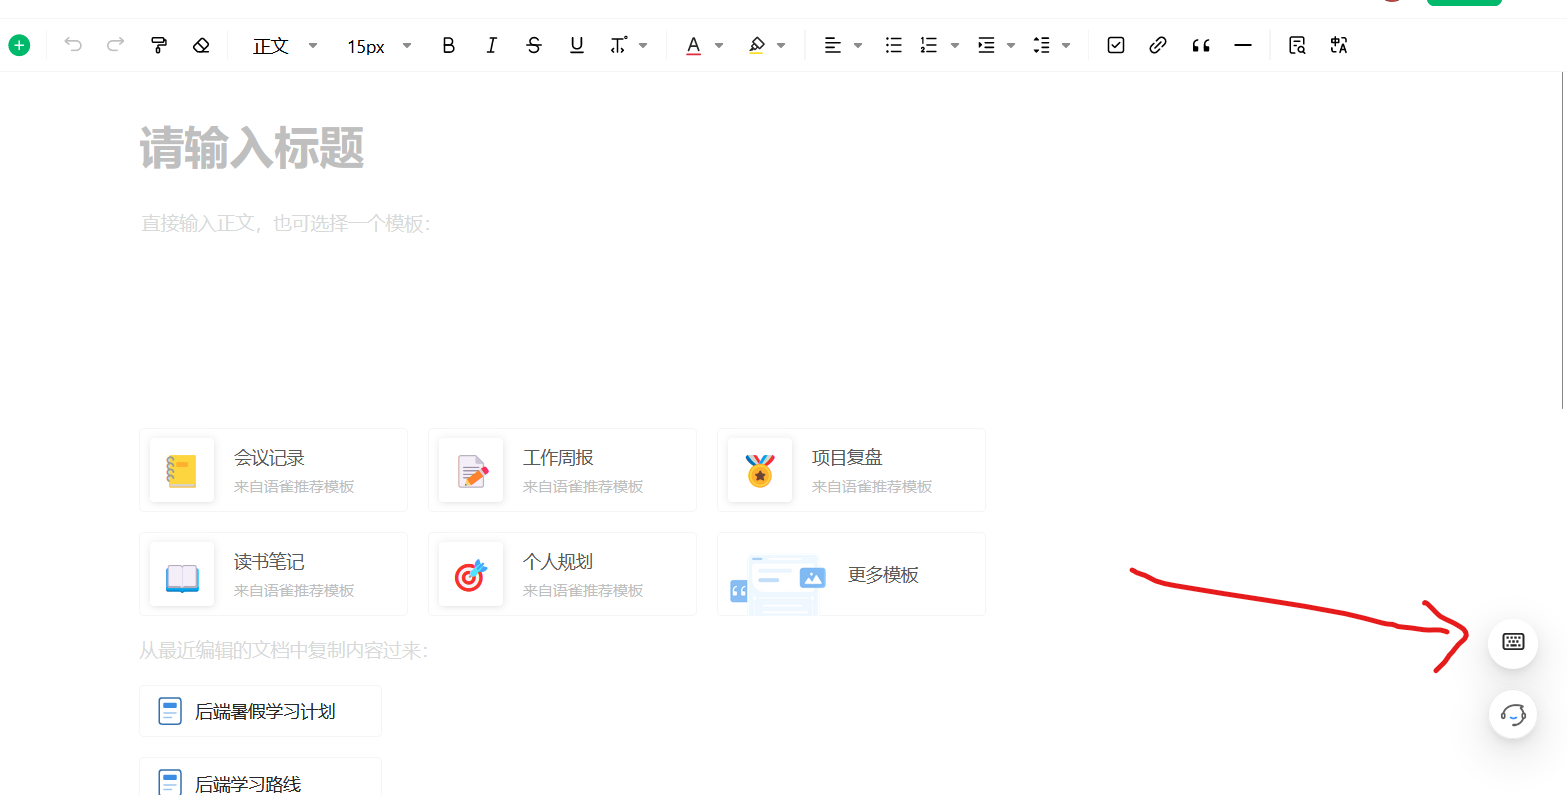 正文 15px B I S U A
请输入标题
直接输入正文，也可选择一个模板：
会议记录 工作周报 项目复盘
来自语雀推荐模板 来自语雀推荐模板 来自语雀推荐模板
读书笔记 个人规划 更多模板
来自语雀推荐模板 来自语雀推荐模板
从最近编辑的文档中复制内容过来：
后端暑假学习计划
后端学习路线